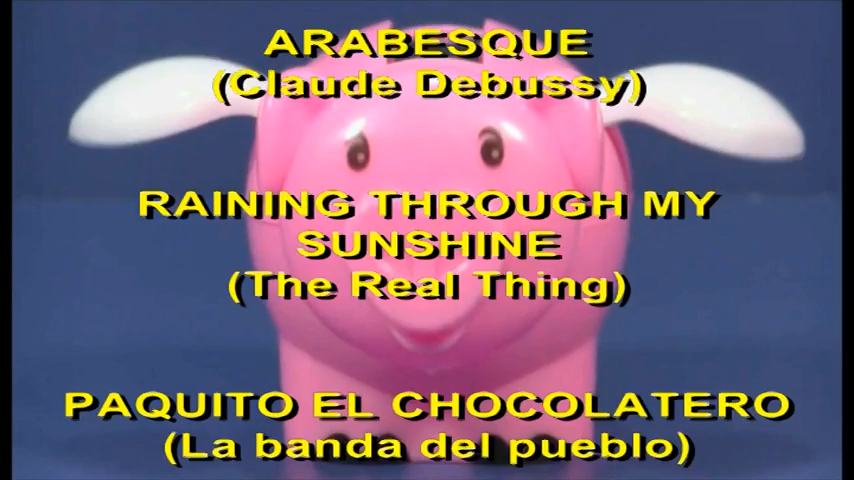 ARABESQUE
(Claude Debussy)
RAINING THROUGH MY
SUNSHINE
(The Real Thing)
PAQUITO EL CHOCOLATERO
(La banda del pueblo)